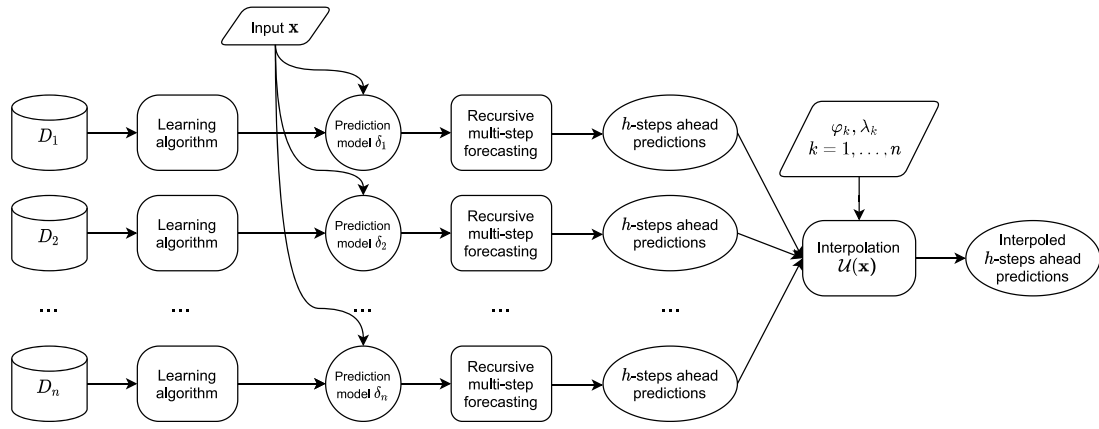 Input x
D₁
Learning
algorithm
Prediction
model δ₁
Recursive
multi-step
forecasting
h-steps ahead
predictions
φₖ, λₖ
k = 1, . . . , n
D₂
Learning
algorithm
Prediction
model δ₂
Recursive
multi-step
forecasting
h-steps ahead
predictions
Interpolation
𝒰(x)
Interpoled
h-steps ahead
predictions
... ... ... ... ...
Dₙ
Learning
algorithm
Prediction
model δₙ
Recursive
multi-step
forecasting
h-steps ahead
predictions